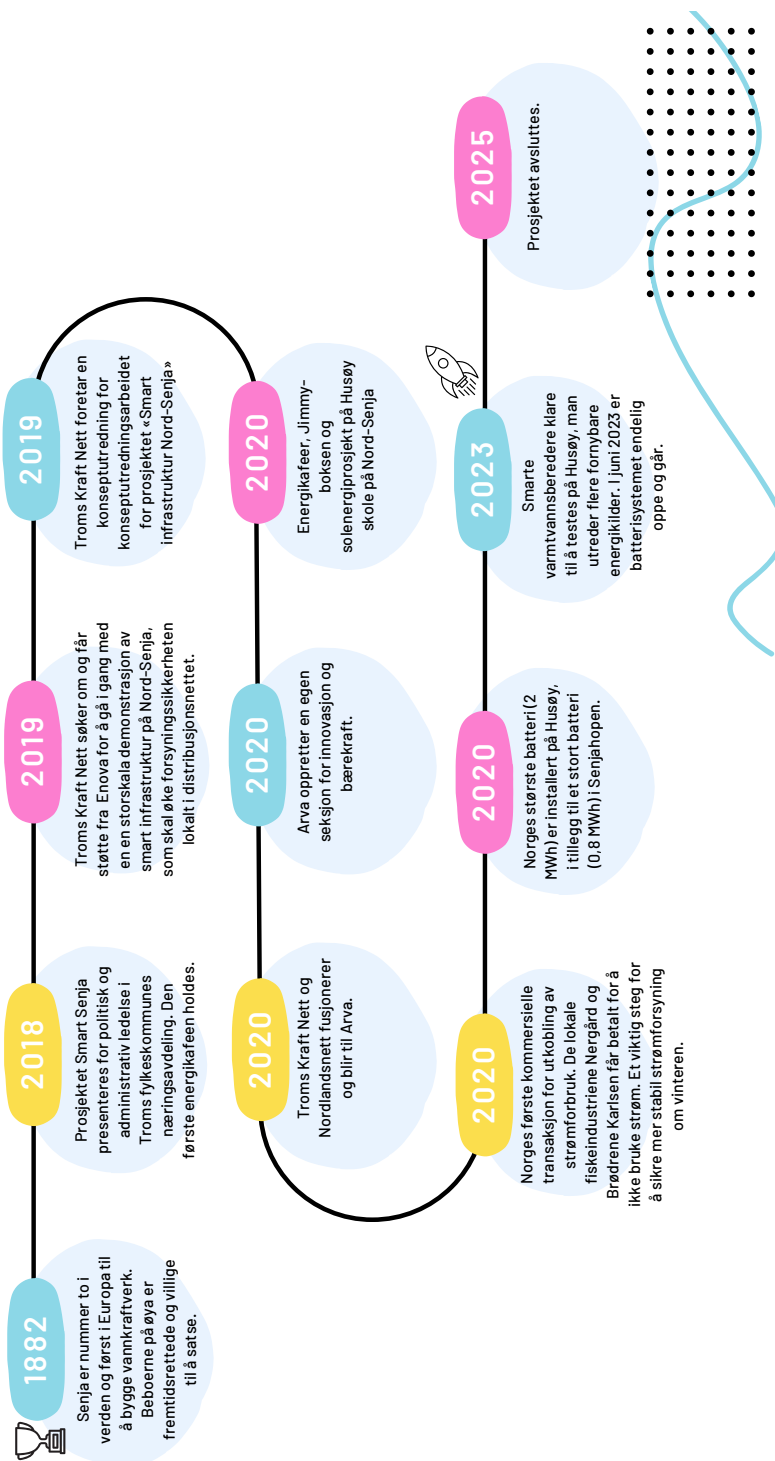 1882
Senja er nummer to i
verden og først i Europa til
å bygge vannkraftverk.
Beboerne på øya er
fremtidsrettede og villige
til å satse.
2018
Prosjektet Smart Senja
presenteres for politisk og
administrativ ledelse i
Troms fylkeskommunes
næringsavdeling. Den
første energikafeen holdes.
2019
Troms Kraft Nett søker om og får
støtte fra Enova for å gå i gang med
en en storskala demonstrasjon av
smart infrastruktur på Nord-Senja,
som skal øke forsyningssikkerheten
lokalt i distribusjonsnettet.
2019
Troms Kraft Nett foretar en
konseptutredning for
konseptutredningsarbeidet
for prosjektet «Smart
infrastruktur Nord-Senja»
2020
Energikafeer, Jimmy-
boksen og
solenergiprosjekt på Husøy
skole på Nord-Senja
2020
Arva oppretter en egen
seksjon for innovasjon og
bærekraft.
2020
Troms Kraft Nett og
Nordlandsnett fusjonerer
og blir til Arva.
2020
Norges første kommersielle
transaksjon for utkobling av
strømforbruk. De lokale
fiskeindustriene Nergård og
Brødrene Karlsen får betalt for å
ikke bruke strøm. Et viktig steg for
å sikre mer stabil strømforsyning
om vinteren.
2020
Norges største batteri (2
MWh) er installert på Husøy,
i tillegg til et stort batteri
(0,8 MWh) i Senjahopen.
2023
Smarte
varmtvannsberedere klare
til å testes på Husøy, man
utreder flere fornybare
energikilder. I juni 2023 er
batterisystemet endelig
oppe og går.
2025
Prosjektet avsluttes.